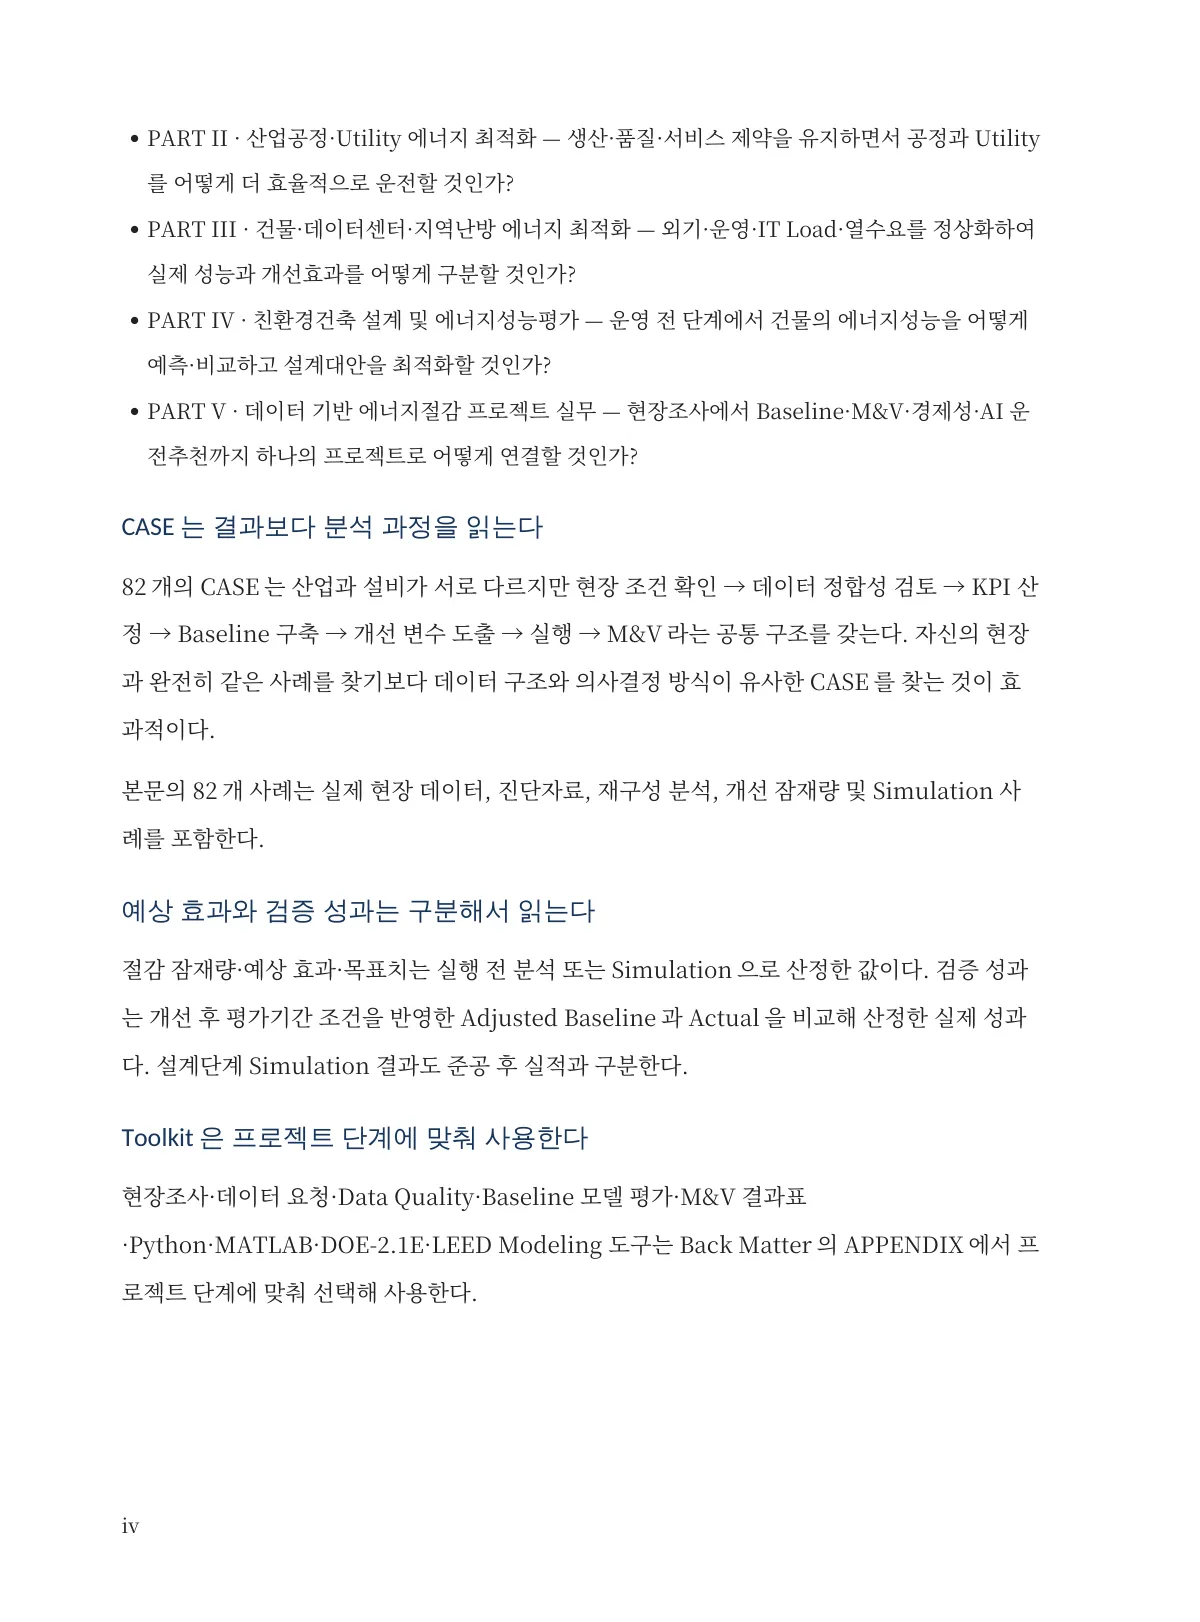 • PART II · 산업공정·Utility 에너지 최적화 — 생산·품질·서비스 제약을 유지하면서 공정과 Utility
를 어떻게 더 효율적으로 운전할 것인가?
• PART III · 건물·데이터센터·지역난방 에너지 최적화 — 외기·운영·IT Load·열수요를 정상화하여
실제 성능과 개선효과를 어떻게 구분할 것인가?
• PART IV · 친환경건축 설계 및 에너지성능평가 — 운영 전 단계에서 건물의 에너지성능을 어떻게
예측·비교하고 설계대안을 최적화할 것인가?
• PART V · 데이터 기반 에너지절감 프로젝트 실무 — 현장조사에서 Baseline·M&V·경제성·AI 운
전추천까지 하나의 프로젝트로 어떻게 연결할 것인가?
CASE 는 결과보다 분석 과정을 읽는다
82 개의 CASE 는 산업과 설비가 서로 다르지만 현장 조건 확인 → 데이터 정합성 검토 → KPI 산
정 → Baseline 구축 → 개선 변수 도출 → 실행 → M&V 라는 공통 구조를 갖는다. 자신의 현장
과 완전히 같은 사례를 찾기보다 데이터 구조와 의사결정 방식이 유사한 CASE 를 찾는 것이 효
과적이다.
본문의 82 개 사례는 실제 현장 데이터, 진단자료, 재구성 분석, 개선 잠재량 및 Simulation 사
례를 포함한다.
예상 효과와 검증 성과는 구분해서 읽는다
절감 잠재량·예상 효과·목표치는 실행 전 분석 또는 Simulation 으로 산정한 값이다. 검증 성과
는 개선 후 평가기간 조건을 반영한 Adjusted Baseline 과 Actual 을 비교해 산정한 실제 성과
다. 설계단계 Simulation 결과도 준공 후 실적과 구분한다.
Toolkit 은 프로젝트 단계에 맞춰 사용한다
현장조사·데이터 요청·Data Quality·Baseline 모델 평가·M&V 결과표
·Python·MATLAB·DOE-2.1E·LEED Modeling 도구는 Back Matter 의 APPENDIX 에서 프
로젝트 단계에 맞춰 선택해 사용한다.
iv